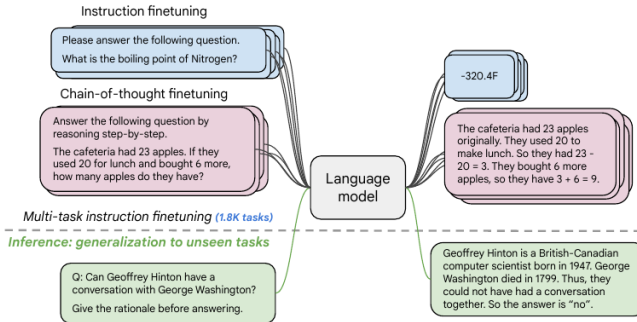 Instruction finetuning
Please answer the following question.
What is the boiling point of Nitrogen?
-320.4F
Chain-of-thought finetuning
Answer the following question by
reasoning step-by-step.
The cafeteria had 23 apples. If they
used 20 for lunch and bought 6 more,
how many apples do they have?
Language
model
The cafeteria had 23 apples
originally. They used 20 to
make lunch. So they had 23 -
20 = 3. They bought 6 more
apples, so they have 3 + 6 = 9.
Multi-task instruction finetuning (1.8K tasks)
Inference: generalization to unseen tasks
Q: Can Geoffrey Hinton have a
conversation with George Washington?
Give the rationale before answering.
Geoffrey Hinton is a British-Canadian
computer scientist born in 1947. George
Washington died in 1799. Thus, they
could not have had a conversation
together. So the answer is “no”.